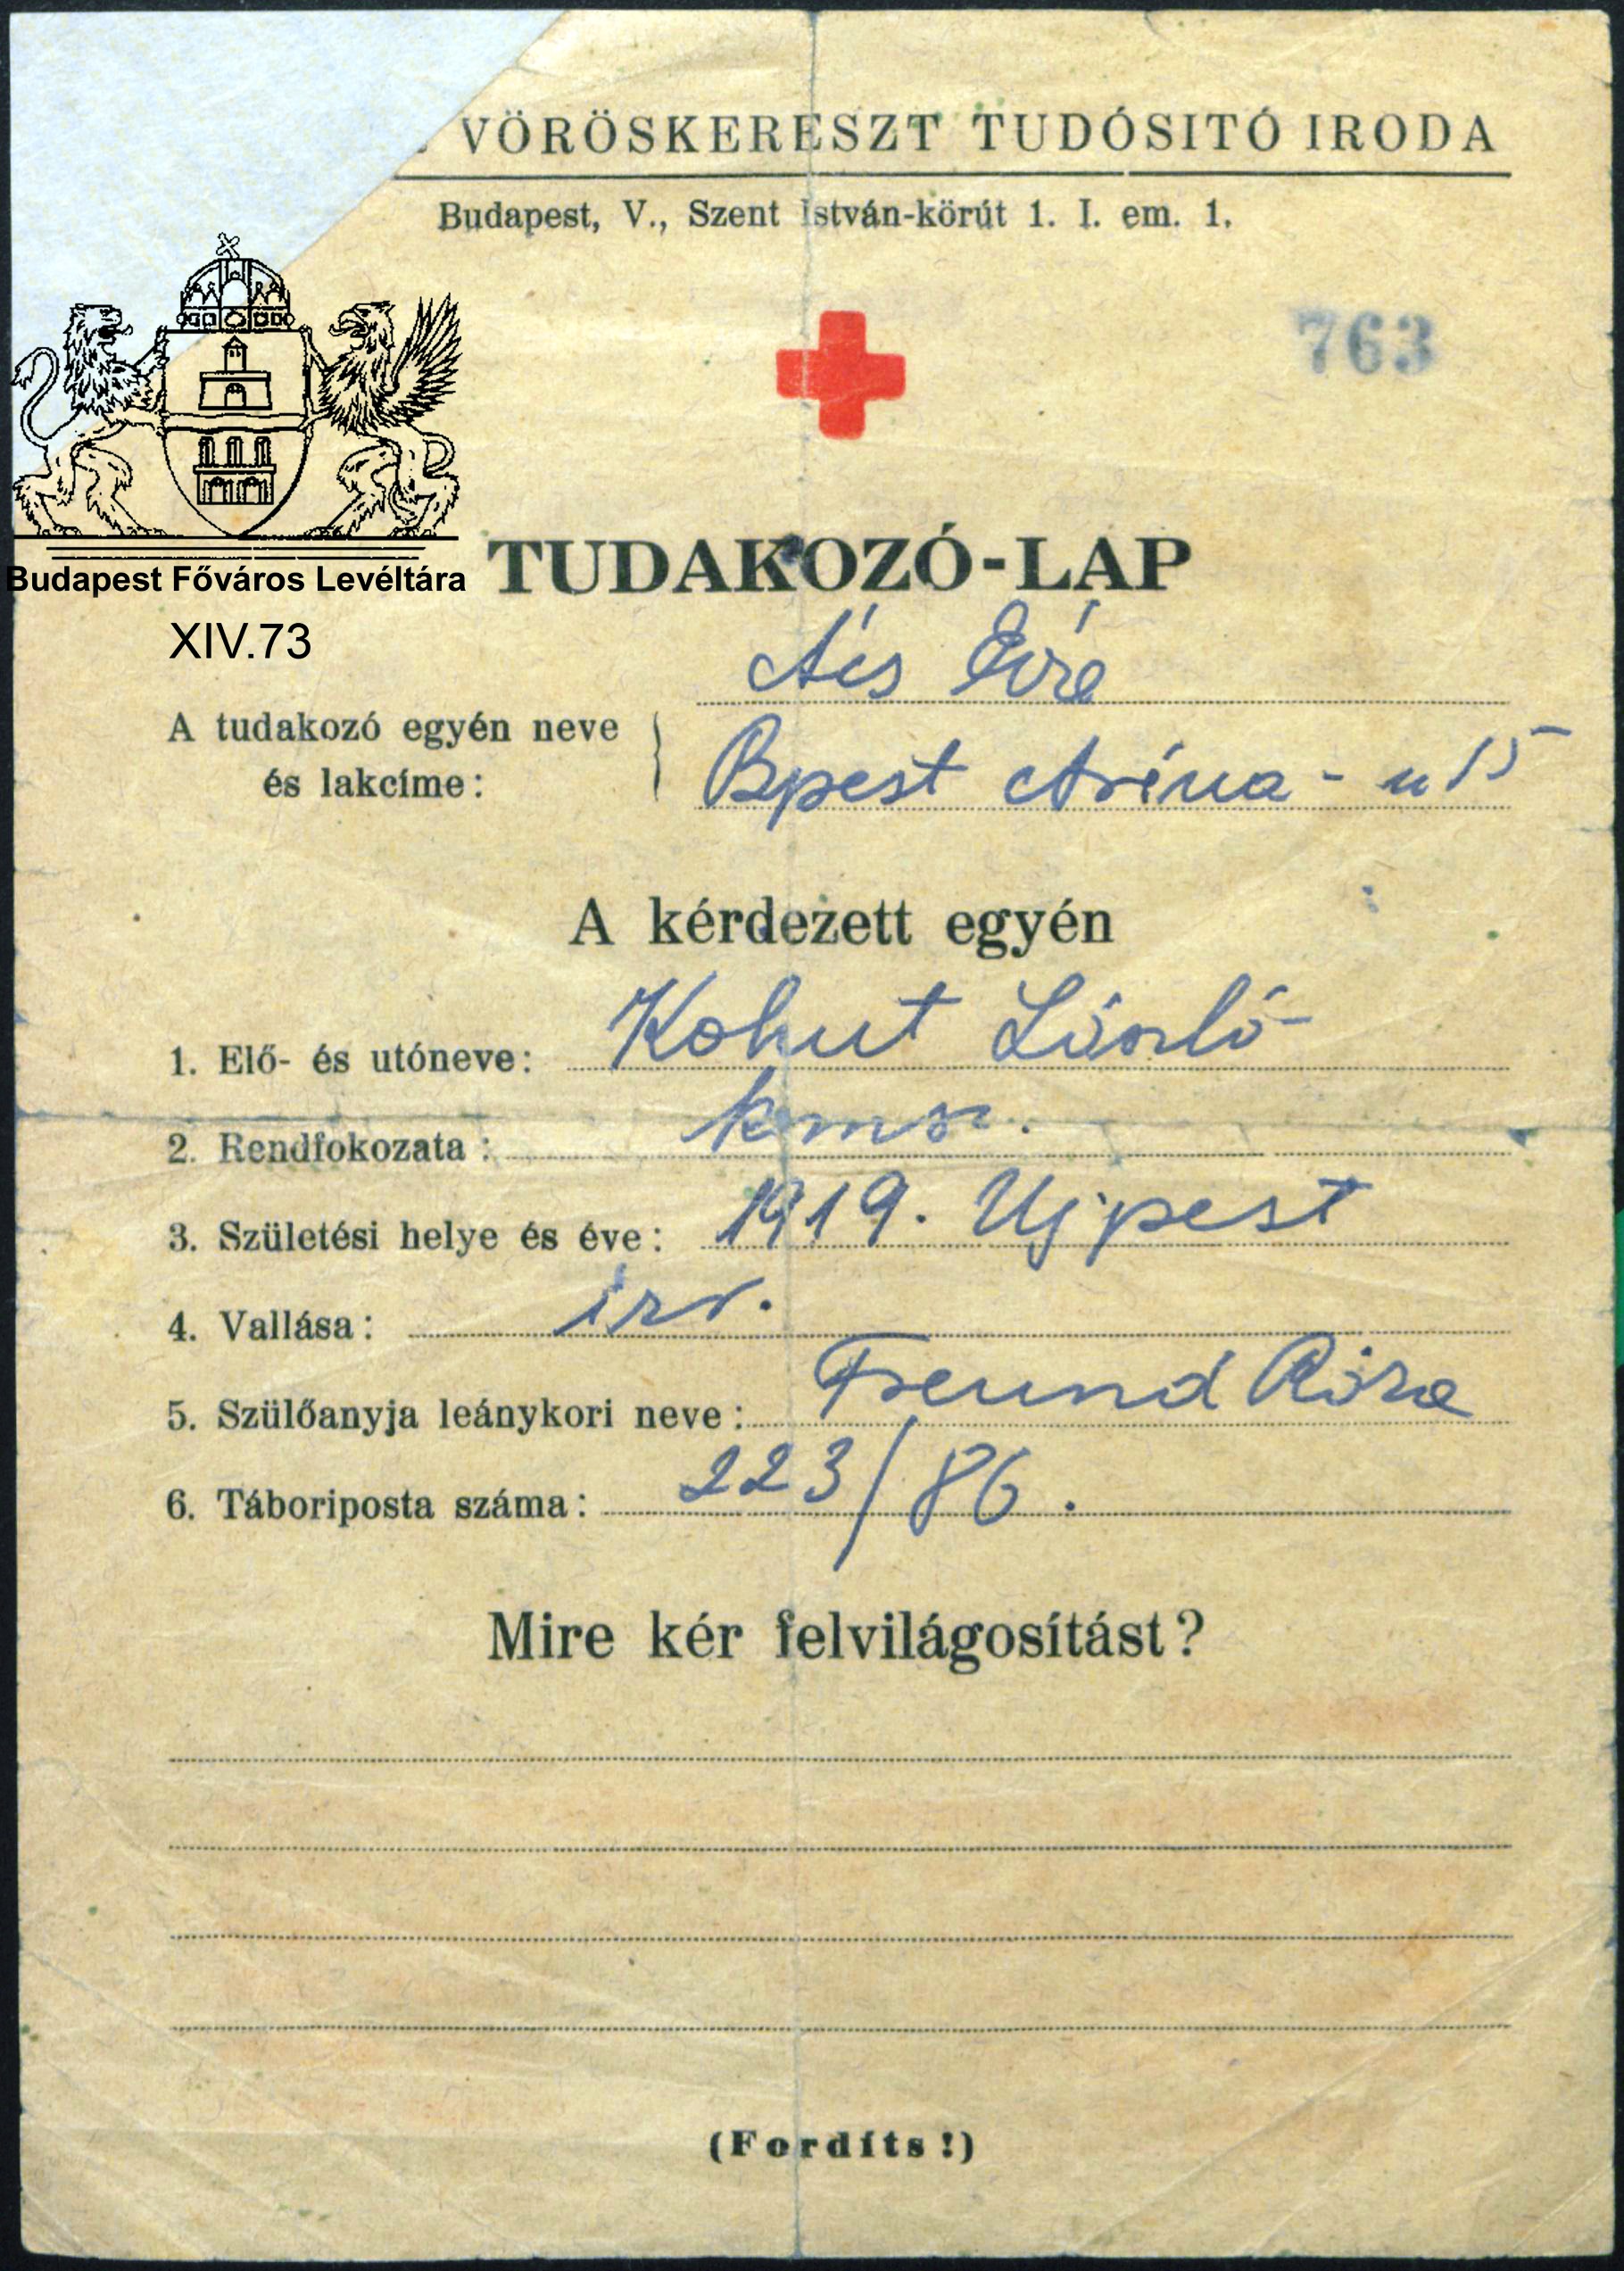 VÖRÖSKERESZT TUDÓSITÓ IRODA
Budapest, V., Szent István-körút 1. I. em. 1.
763
Budapest Főváros Levéltára
XIV.73
TUDAKOZÓ-LAP
Ács Éva
A tudakozó egyén neve
és lakcíme:
Bpest Aréna-u 15
A kérdezett egyén
1. Elő- és utóneve: Kohut László
2. Rendfokozata: kmsz.
3. Születési helye és éve: 1919. Ujpest
4. Vallása: izr.
5. Szülőanyja leánykori neve: Freund Róza
6. Táboriposta száma: 223/86.
Mire kér felvilágosítást?
(Fordíts!)